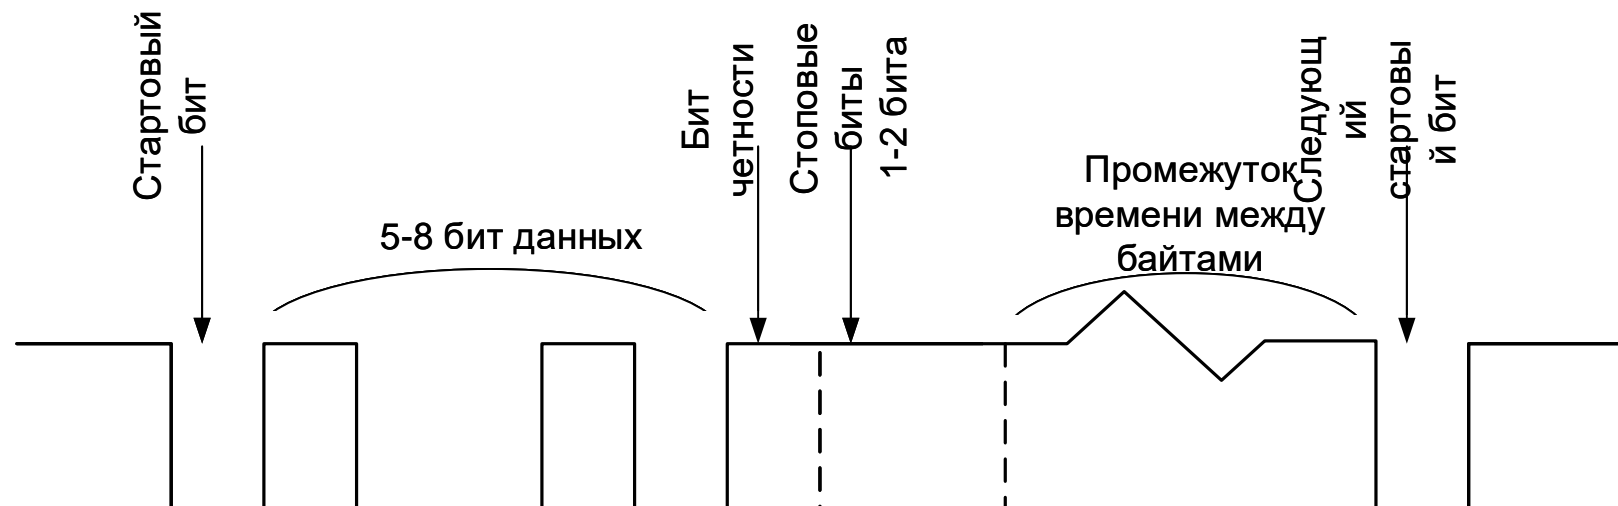 Стартовый
бит
5-8 бит данных
Бит
четности
Стоповые
биты
1-2 бита
Промежуток
времени между
байтами
Следующ
ий
стартовы
й бит